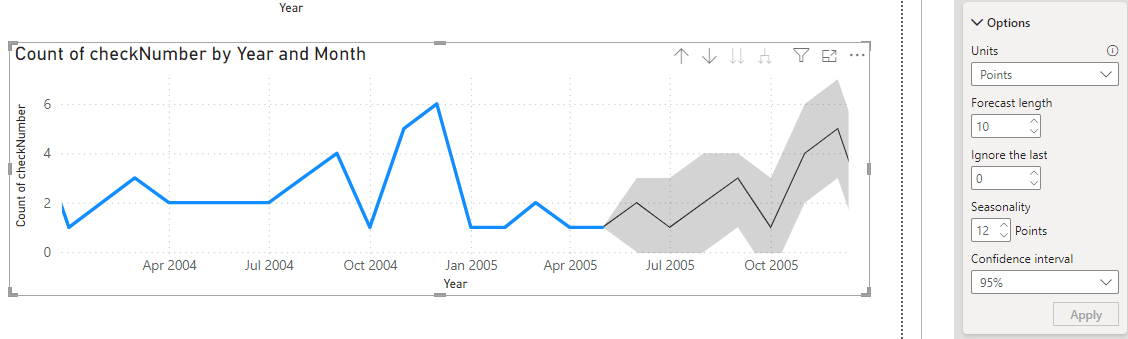 Year
Count of checkNumber by Year and Month
Count of checkNumber
6
4
2
0
Apr 2004
Jul 2004
Oct 2004
Jan 2005
Apr 2005
Jul 2005
Oct 2005
Year
Options
Units
Points
Forecast length
10
Ignore the last
0
Seasonality
12 Points
Confidence interval
95%
Apply